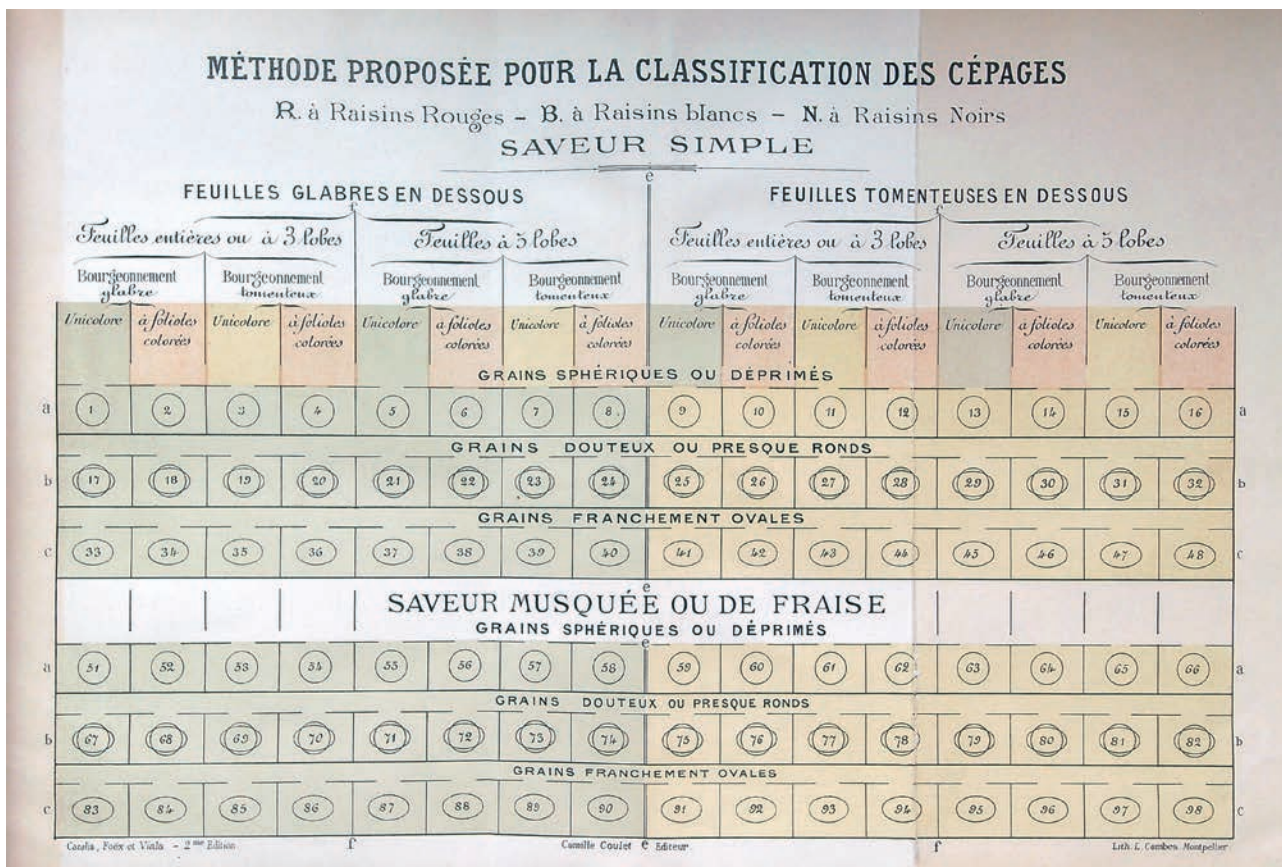 MÉTHODE PROPOSÉE POUR LA CLASSIFICATION DES CÉPAGES
R. à Raisins Rouges – B. à Raisins blancs – N. à Raisins Noirs
SAVEUR SIMPLE
e
FEUILLES GLABRES EN DESSOUS FEUILLES TOMENTEUSES EN DESSOUS
f f
Feuilles entières ou à 3 lobes Feuilles à 5 lobes Feuilles entières ou à 3 lobes Feuilles à 5 lobes
Bourgeonnement glabre Bourgeonnement tomenteux Bourgeonnement glabre Bourgeonnement tomenteux Bourgeonnement glabre Bourgeonnement tomenteux Bourgeonnement glabre Bourgeonnement tomenteux
Unicolore à folioles colorées Unicolore à folioles colorées Unicolore à folioles colorées Unicolore à folioles colorées Unicolore à folioles colorées Unicolore à folioles colorées Unicolore à folioles colorées Unicolore à folioles colorées
GRAINS SPHÉRIQUES OU DÉPRIMÉS
a 1 2 3 4 5 6 7 8 9 10 11 12 13 14 15 16 a
GRAINS DOUTEUX OU PRESQUE RONDS
b 17 18 19 20 21 22 23 24 25 26 27 28 29 30 31 32 b
GRAINS FRANCHEMENT OVALES
c 33 34 35 36 37 38 39 40 41 42 43 44 45 46 47 48 c
e
SAVEUR MUSQUÉE OU DE FRAISE
GRAINS SPHÉRIQUES OU DÉPRIMÉS
e
a 51 52 53 54 55 56 57 58 59 60 61 62 63 64 65 66 a
GRAINS DOUTEUX OU PRESQUE RONDS
b 67 68 69 70 71 72 73 74 75 76 77 78 79 80 81 82 b
GRAINS FRANCHEMENT OVALES
c 83 84 85 86 87 88 89 90 91 92 93 94 95 96 97 98 c
Catalia, Foëx et Viala – 2me Edition f Camille Coulet e Editeur f Lith. L. Cambon Montpellier